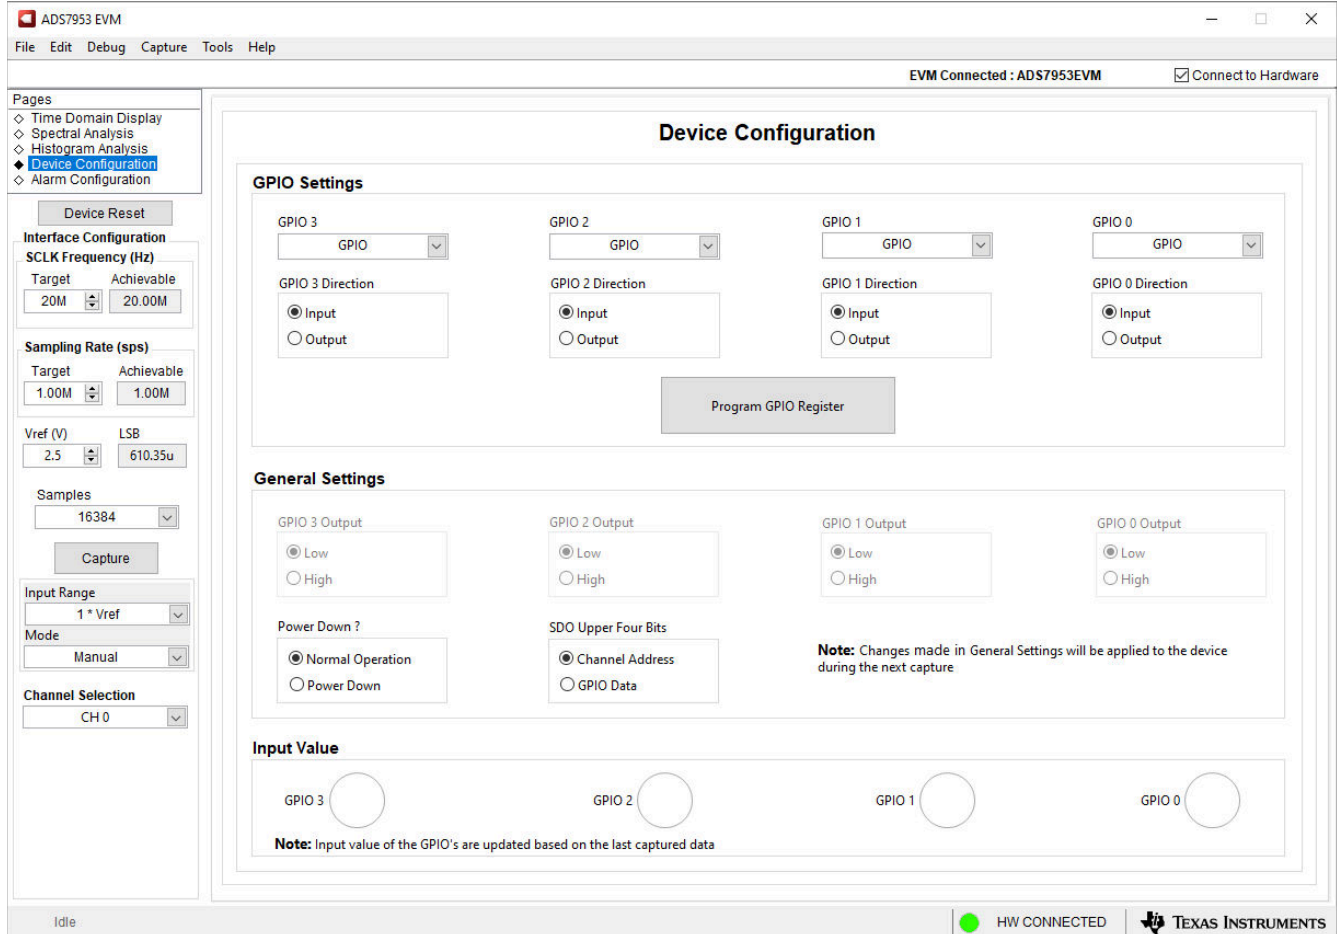 ADS7953 EVM
File Edit Debug Capture Tools Help
EVM Connected : ADS7953EVM
Connect to Hardware
Pages
Time Domain Display
Spectral Analysis
Histogram Analysis
Device Configuration
Alarm Configuration
Device Reset
Interface Configuration
SCLK Frequency (Hz)
Target Achievable
20M 20.00M
Sampling Rate (sps)
Target Achievable
1.00M 1.00M
Vref (V) LSB
2.5 610.35u
Samples
16384
Capture
Input Range
1 * Vref
Mode
Manual
Channel Selection
CH 0
Device Configuration
GPIO Settings
GPIO 3 GPIO 2 GPIO 1 GPIO 0
GPIO GPIO GPIO GPIO
GPIO 3 Direction GPIO 2 Direction GPIO 1 Direction GPIO 0 Direction
Input Input Input Input
Output Output Output Output
Program GPIO Register
General Settings
GPIO 3 Output GPIO 2 Output GPIO 1 Output GPIO 0 Output
Low Low Low Low
High High High High
Power Down ? SDO Upper Four Bits
Normal Operation Channel Address
Power Down GPIO Data
Note: Changes made in General Settings will be applied to the device
during the next capture
Input Value
GPIO 3 GPIO 2 GPIO 1 GPIO 0
Note: Input value of the GPIO's are updated based on the last captured data
Idle
HW CONNECTED
TEXAS INSTRUMENTS